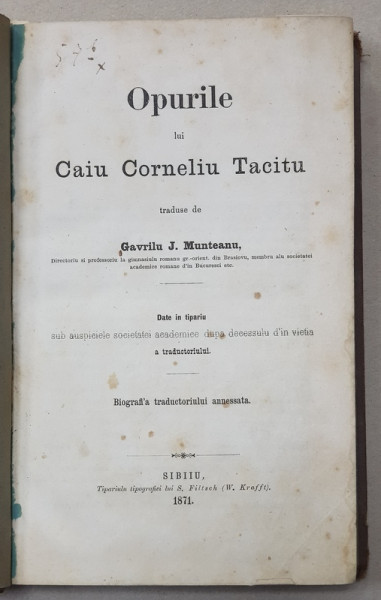 576
x
Opurile
lui
Caiu Corneliu Tacitu
traduse de
Gavrilu J. Munteanu,
Directoriu si profesoriu la gimnasiulu romanu gr.-orient. din Brasiovu, membru alu societatei
academice romane d'in Bucuresci etc.
Date in tipariu
sub auspiciele societatei academice dupa decessulu d'in vietia
a traductoriului.
Biografi'a traductoriului annessata.
SIBIIU,
Tipariulu tipografiei lui S. Filtsch (W. Krafft).
1871.